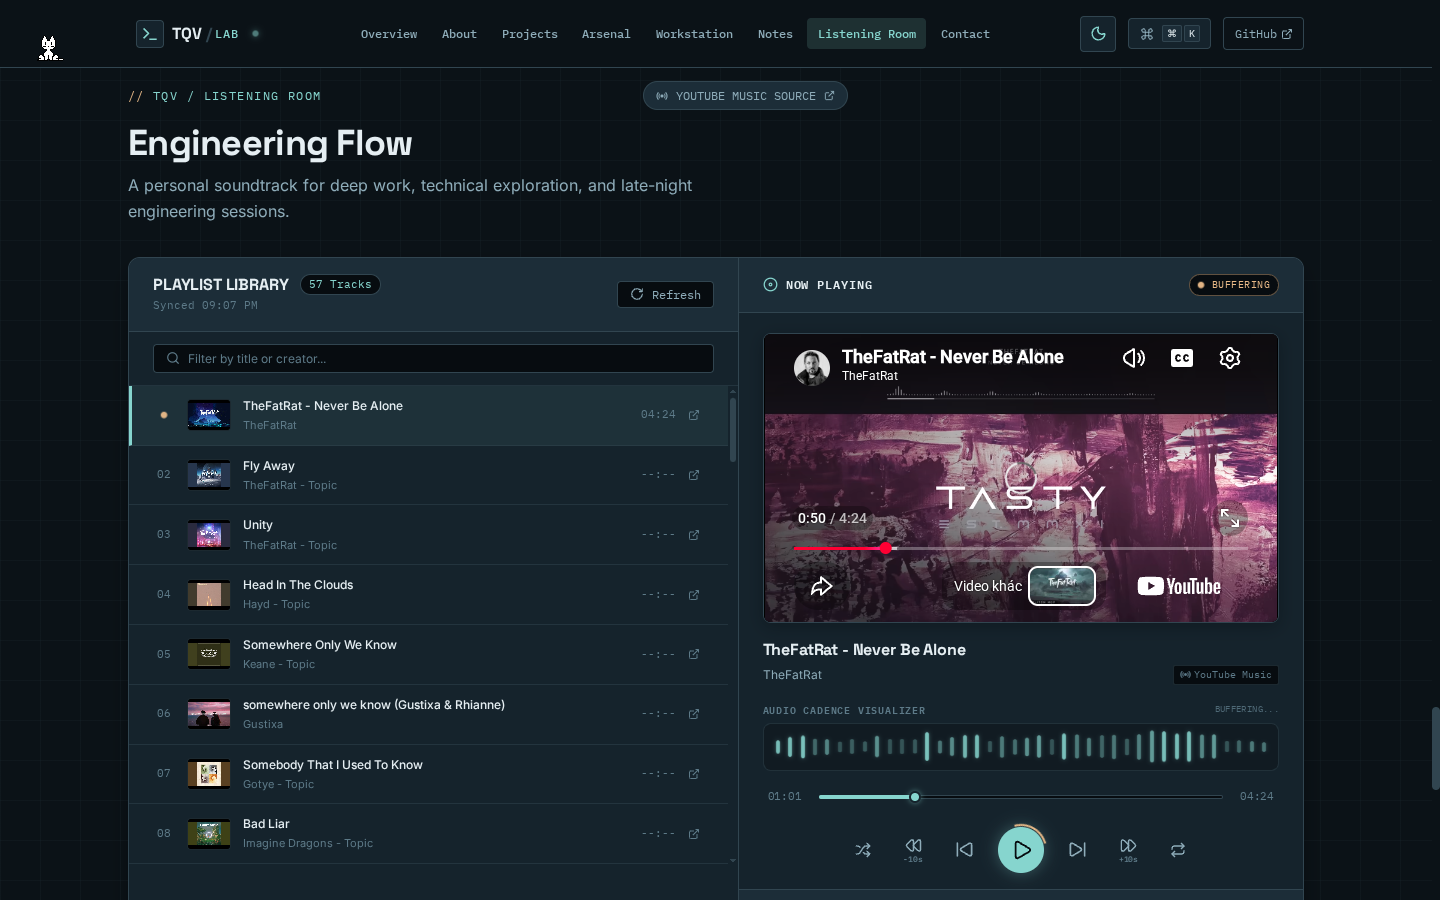 TQV / LAB
Overview
About
Projects
Arsenal
Workstation
Notes
Listening Room
Contact
⌘ ⌘ K
GitHub
// TQV / LISTENING ROOM
YOUTUBE MUSIC SOURCE
Engineering Flow
A personal soundtrack for deep work, technical exploration, and late-night
engineering sessions.
PLAYLIST LIBRARY
57 Tracks
Synced 09:07 PM
Refresh
Filter by title or creator...
TheFatRat - Never Be Alone
TheFatRat
04:24
02
Fly Away
TheFatRat - Topic
--:--
03
Unity
TheFatRat - Topic
--:--
04
Head In The Clouds
Hayd - Topic
--:--
05
Somewhere Only We Know
Keane - Topic
--:--
06
somewhere only we know (Gustixa & Rhianne)
Gustixa
--:--
07
Somebody That I Used To Know
Gotye - Topic
--:--
08
Bad Liar
Imagine Dragons - Topic
--:--
NOW PLAYING
BUFFERING
TheFatRat - Never Be Alone
TheFatRat
CC
TASTY
0:50 / 4:24
Video khác
TheFatRat
YouTube
TheFatRat - Never Be Alone
TheFatRat
YouTube Music
AUDIO CADENCE VISUALIZER
BUFFERING...
01:01
04:24
-10s
+10s